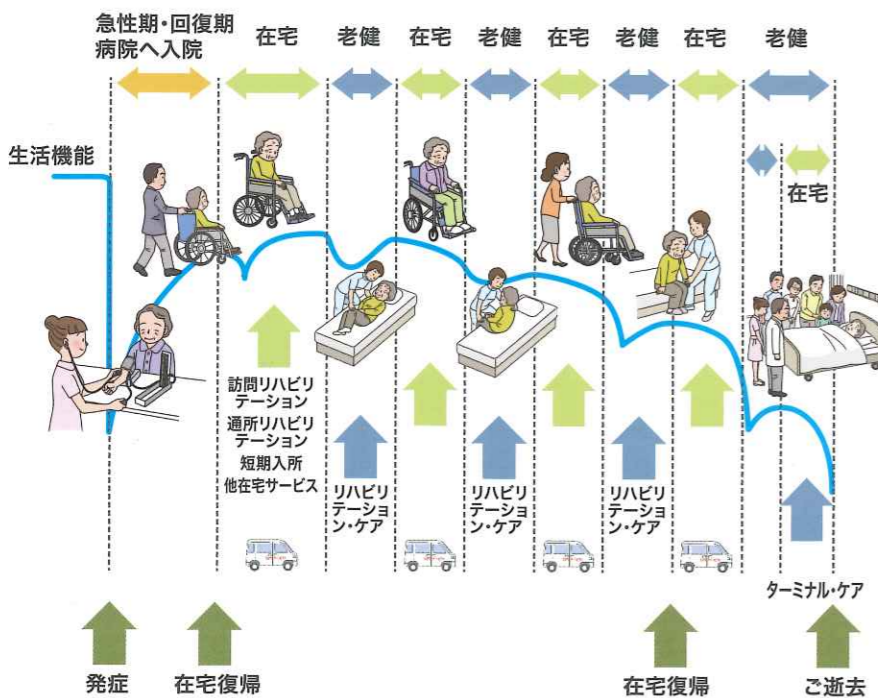 急性期・回復期
病院へ入院
在宅
老健
在宅
老健
在宅
老健
在宅
老健
生活機能
在宅
訪問リハビリ
テーション
通所リハビリ
テーション
短期入所
他在宅サービス
リハビリ
テーショ
ン・ケア
リハビリ
テーショ
ン・ケア
リハビリ
テーショ
ン・ケア
ターミナル・ケア
発症
在宅復帰
在宅復帰
ご逝去